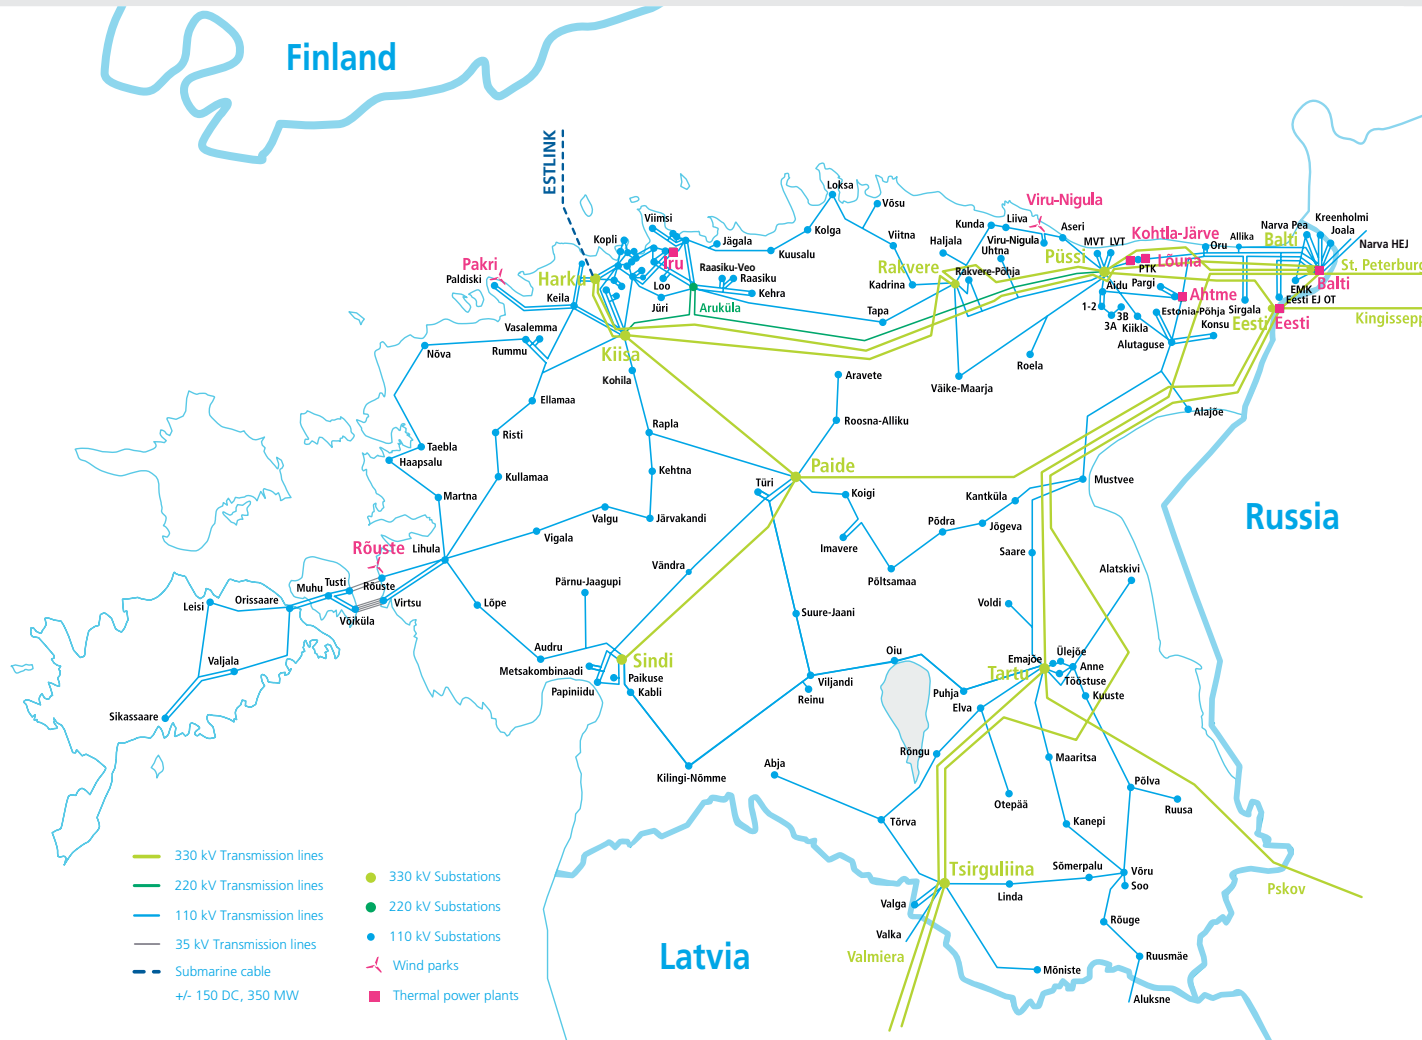 Finland
ESTLINK
Loksa
Võsu
Viru-Nigula
Viimsi
Kopli
Jägala
Kolga
Kuusalu
Viitna
Kunda
Liiva
Aseri
Viru-Nigula
Uhtna
Haljala
MVT
LVT
Kohtla-Järve
Oru
Allika
Narva Pea
Kreenholmi
Joala
Balti
Narva HEJ
Pakri
Paldiski
Harku
Iru
Raasiku-Veo
Raasiku
Loo
Kehra
Rakvere
Rakvere-Põhja
Kadrina
Püssi
Lõuna
PTK
Pargi
St. Peterburg
Balti
EMK
Eesti EJ OT
Keila
Jüri
Aruküla
Tapa
Aidu
Ahtme
1-2
3B
3A
Estonia-Põhja
Sirgala
Eesti
Eesti
Kingissepp
Vasalemma
Kiikla
Konsu
Alutaguse
Nõva
Rummu
Kiisa
Kohila
Roela
Väike-Maarja
Aravete
Ellamaa
Alajõe
Rapla
Roosna-Alliku
Risti
Taebla
Haapsalu
Paide
Kehtna
Kullamaa
Türi
Koigi
Mustvee
Martna
Kantküla
Russia
Valgu
Järvakandi
Põdra
Jõgeva
Vigala
Imavere
Rõuste
Lihula
Saare
Vändra
Põltsamaa
Alatskivi
Pärnu-Jaagupi
Tusti
Muhu
Rõuste
Orissaare
Leisi
Virtsu
Lõpe
Voldi
Võiküla
Suure-Jaani
Audru
Oiu
Ülejõe
Emajõe
Valjala
Sindi
Anne
Metsakombinaadi
Tartu
Tööstuse
Paikuse
Viljandi
Papiniidu
Kabli
Reinu
Puhja
Kuuste
Elva
Sikassaare
Rõngu
Maaritsa
Abja
Kilingi-Nõmme
Põlva
Otepää
Ruusa
Tõrva
Kanepi
330 kV Transmission lines
220 kV Transmission lines
110 kV Transmission lines
35 kV Transmission lines
Submarine cable
+/- 150 DC, 350 MW
330 kV Substations
220 kV Substations
110 kV Substations
Wind parks
Thermal power plants
Tsirguliina
Sõmerpalu
Võru
Soo
Linda
Pskov
Valga
Rõuge
Valka
Latvia
Valmiera
Ruusmäe
Mõniste
Aluksne